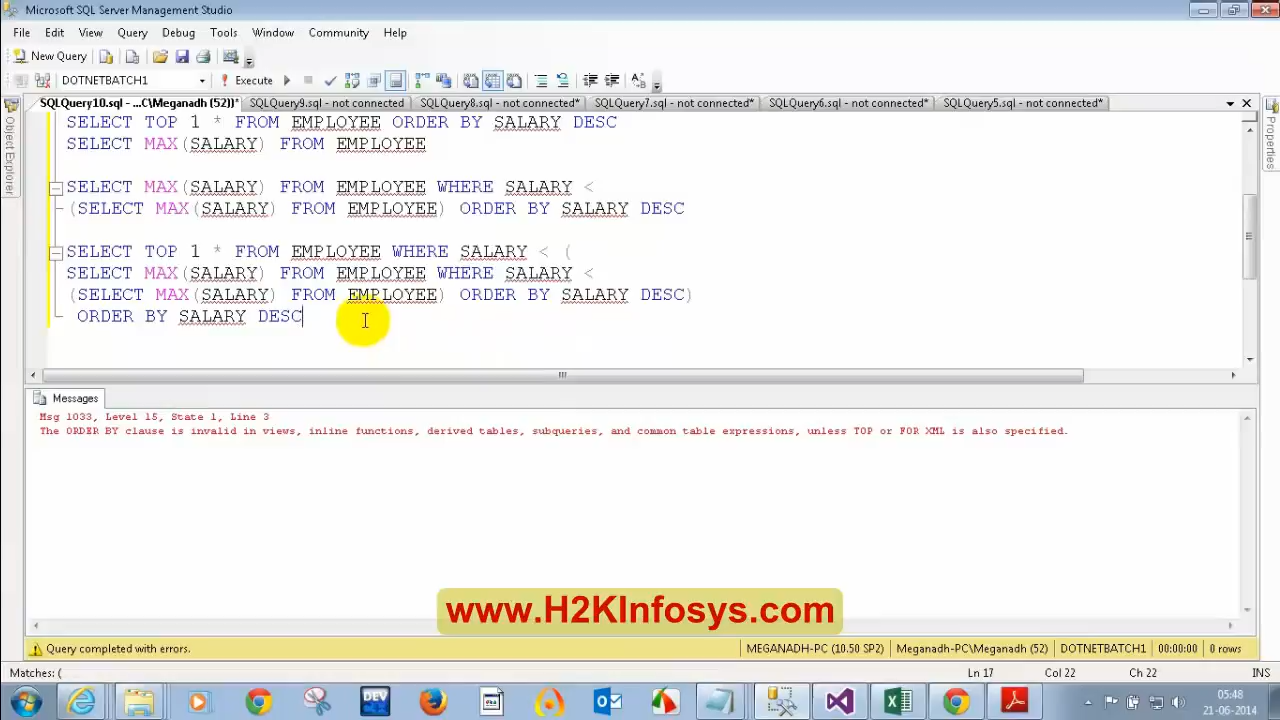 Microsoft SQL Server Management Studio
File Edit View Query Debug Tools Window Community Help
New Query
DOTNETBATCH1 Execute
SQLQuery10.sql - ...C\Meganadh (52))* SQLQuery9.sql - not connected SQLQuery8.sql - not connected* SQLQuery7.sql - not connected* SQLQuery6.sql - not connected* SQLQuery5.sql - not connected*
Object Explorer
Properties
SELECT TOP 1 * FROM EMPLOYEE ORDER BY SALARY DESC
SELECT MAX(SALARY) FROM EMPLOYEE
SELECT MAX(SALARY) FROM EMPLOYEE WHERE SALARY <
(SELECT MAX(SALARY) FROM EMPLOYEE) ORDER BY SALARY DESC
SELECT TOP 1 * FROM EMPLOYEE WHERE SALARY < (
SELECT MAX(SALARY) FROM EMPLOYEE WHERE SALARY <
(SELECT MAX(SALARY) FROM EMPLOYEE) ORDER BY SALARY DESC)
ORDER BY SALARY DESC
Messages
Msg 1033, Level 15, State 1, Line 3
The ORDER BY clause is invalid in views, inline functions, derived tables, subqueries, and common table expressions, unless TOP or FOR XML is also specified.
www.H2KInfosys.com
Query completed with errors. MEGANADH-PC (10.50 SP2) Meganadh-PC\Meganadh (52) DOTNETBATCH1 00:00:00 0 rows
Matches: ( Ln 17 Col 22 Ch 22 INS
DEV
05:48
21-06-2014